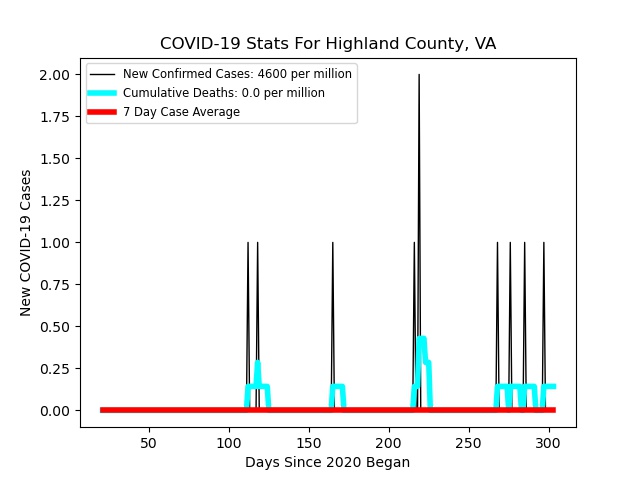 COVID-19 Stats For Highland County, VA
New Confirmed Cases: 4600 per million
Cumulative Deaths: 0.0 per million
7 Day Case Average
New COVID-19 Cases
2.00
1.75
1.50
1.25
1.00
0.75
0.50
0.25
0.00
50 100 150 200 250 300
Days Since 2020 Began